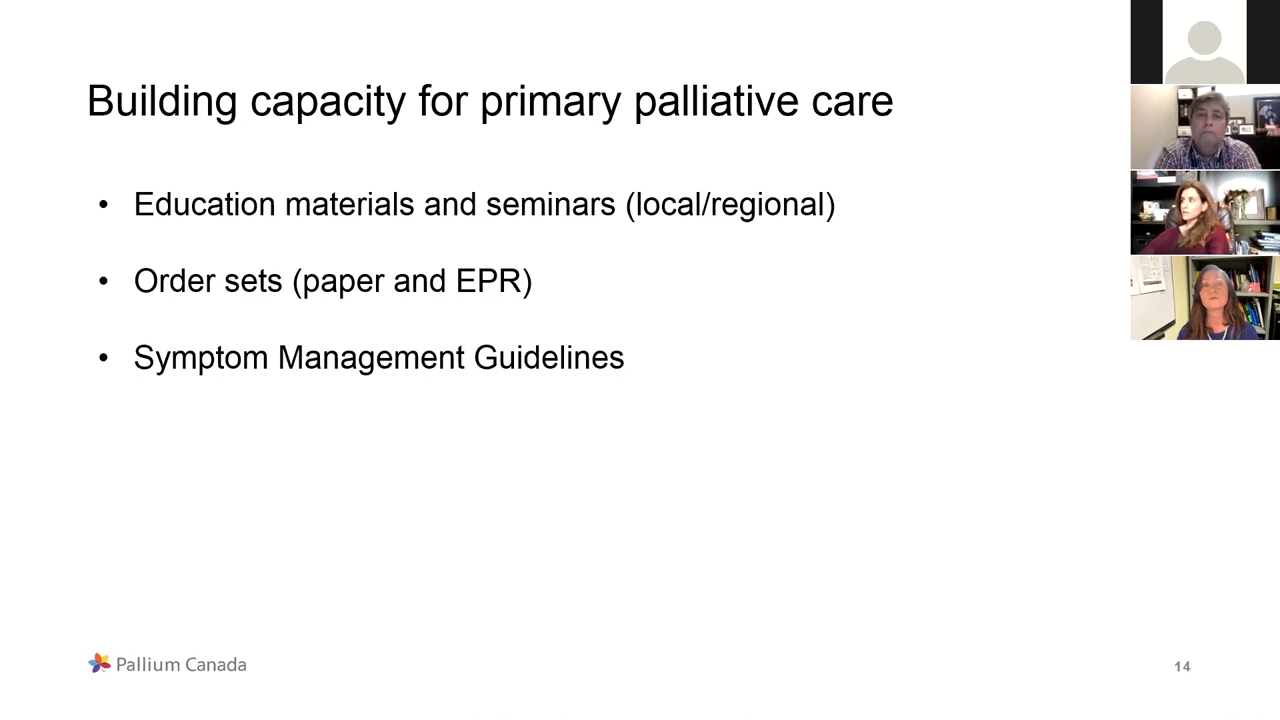 Building capacity for primary palliative care
• Education materials and seminars (local/regional)
• Order sets (paper and EPR)
• Symptom Management Guidelines
Pallium Canada
14